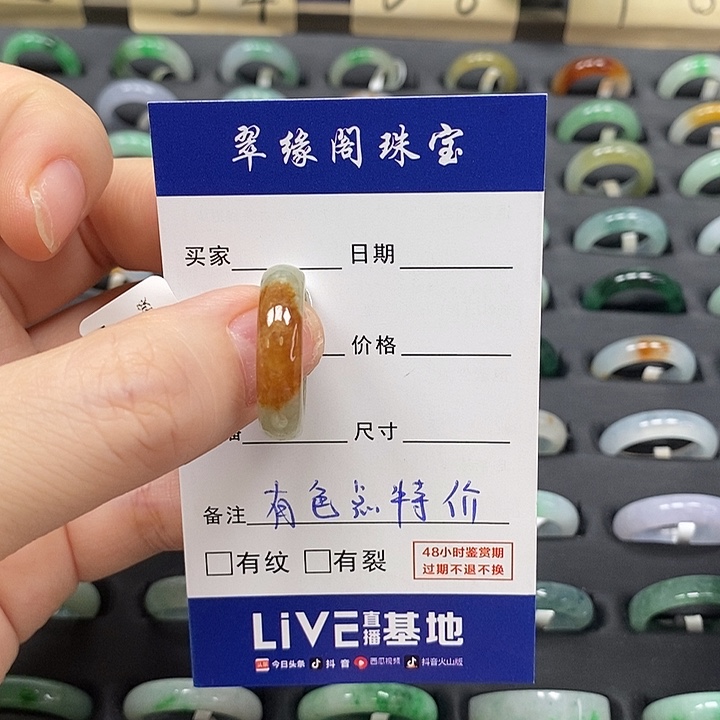 翠缘阁珠宝
买家 日期
价格
尺寸
备注 有色点特价
□有纹 □有裂
48小时鉴赏期
过期不退不换
LiVE直播基地
今日头条 抖音 西瓜视频 抖音火山版